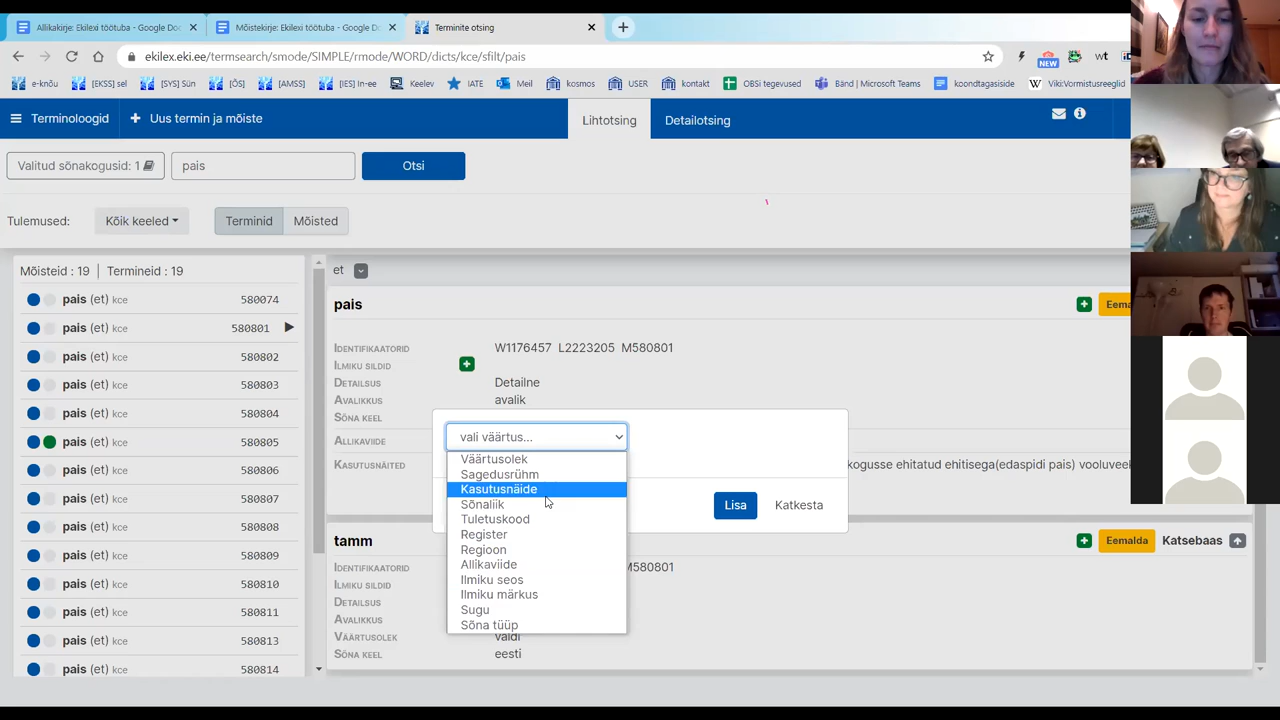 Allikakirje: Ekilexi töötuba - Google Do
Mõistekirje: Ekilexi töötuba - Google D
Terminite otsing
ekilex.eki.ee/termsearch/smode/SIMPLE/rmode/WORD/dicts/kce/sfilt/pais
NEW
wt
e-knõu
[EKSS] sel
[SY] Sün
[ÕS]
[AMSS]
[IES] in-ee
Keelev
IATE
Meil
kosmos
USER
kontakt
OBSi tegevused
Bänd | Microsoft Teams
koondtagasiside
Viki:Vormistusreeglid
Terminoloogid
Uus termin ja mõiste
Lihtotsing
Detailotsing
Valitud sõnakogusid: 1
pais
Otsi
Tulemused:
Kõik keeled
Terminid
Mõisted
Mõisteid : 19 | Termineid : 19
pais (et) kce 580074
pais (et) kce 580801
pais (et) kce 580802
pais (et) kce 580803
pais (et) kce 580804
pais (et) kce 580805
pais (et) kce 580806
pais (et) kce 580807
pais (et) kce 580808
pais (et) kce 580809
pais (et) kce 580810
pais (et) kce 580811
pais (et) kce 580813
pais (et) kce 580814
et
pais
Eema
IDENTIFIKAATORID W1176457 L2223205 M580801
ILMIKU SILDID
DETAILSUS Detailne
AVALIKKUS avalik
SÕNA KEEL
ALLIKAVIIDE
KASUTUSNÄITED kogusse ehitatud ehitisega(edaspidi pais) vooluvee
vali väärtus...
Väärtusolek
Sagedusrühm
Kasutusnäide
Sõnaliik
Tuletuskood
Register
Regioon
Allikaviide
Ilmiku seos
Ilmiku märkus
Sugu
Sõna tüüp
Lisa
Katkesta
tamm
Eemalda
Katsebaas
IDENTIFIKAATORID M580801
ILMIKU SILDID
DETAILSUS
AVALIKKUS
VÄÄRTUSOLEK
SÕNA KEEL eesti